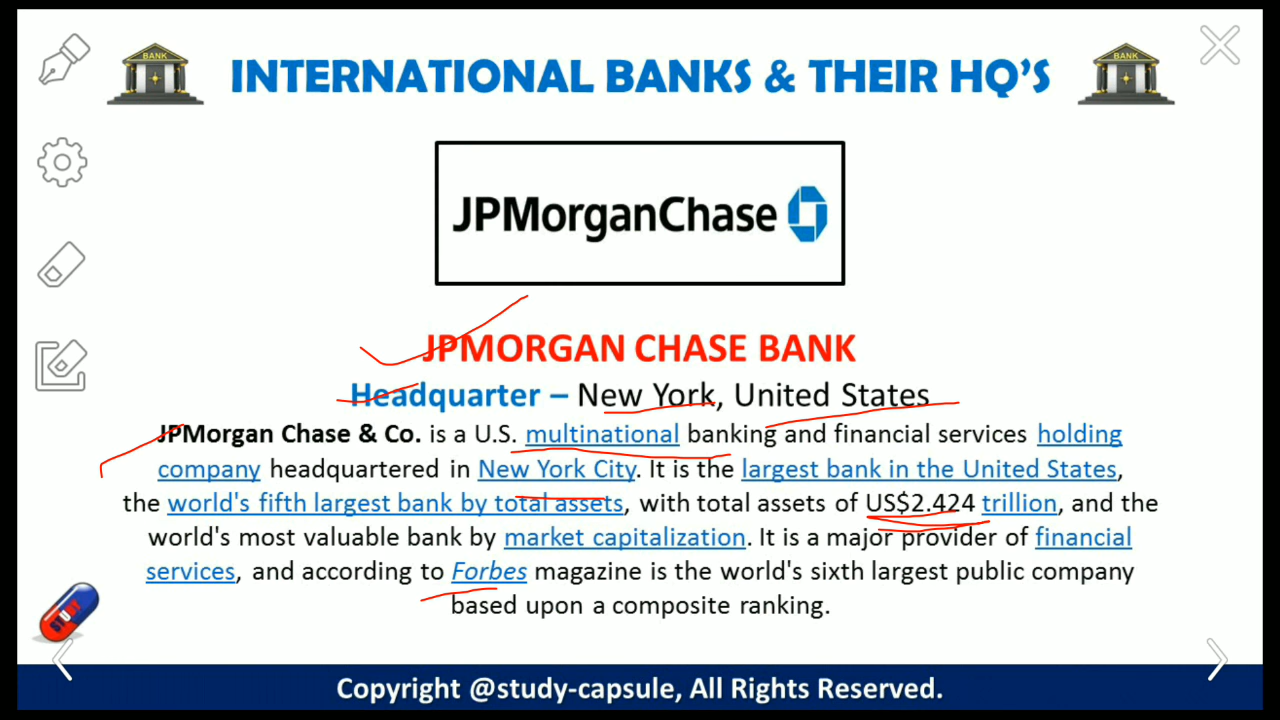 BANK
INTERNATIONAL BANKS & THEIR HQ'S
BANK
JPMorganChase
JPMORGAN CHASE BANK
Headquarter – New York, United States
JPMorgan Chase & Co. is a U.S. multinational banking and financial services holding
company headquartered in New York City. It is the largest bank in the United States,
the world's fifth largest bank by total assets, with total assets of US$2.424 trillion, and the
world's most valuable bank by market capitalization. It is a major provider of financial
services, and according to Forbes magazine is the world's sixth largest public company
based upon a composite ranking.
STUDY
Copyright @study-capsule, All Rights Reserved.